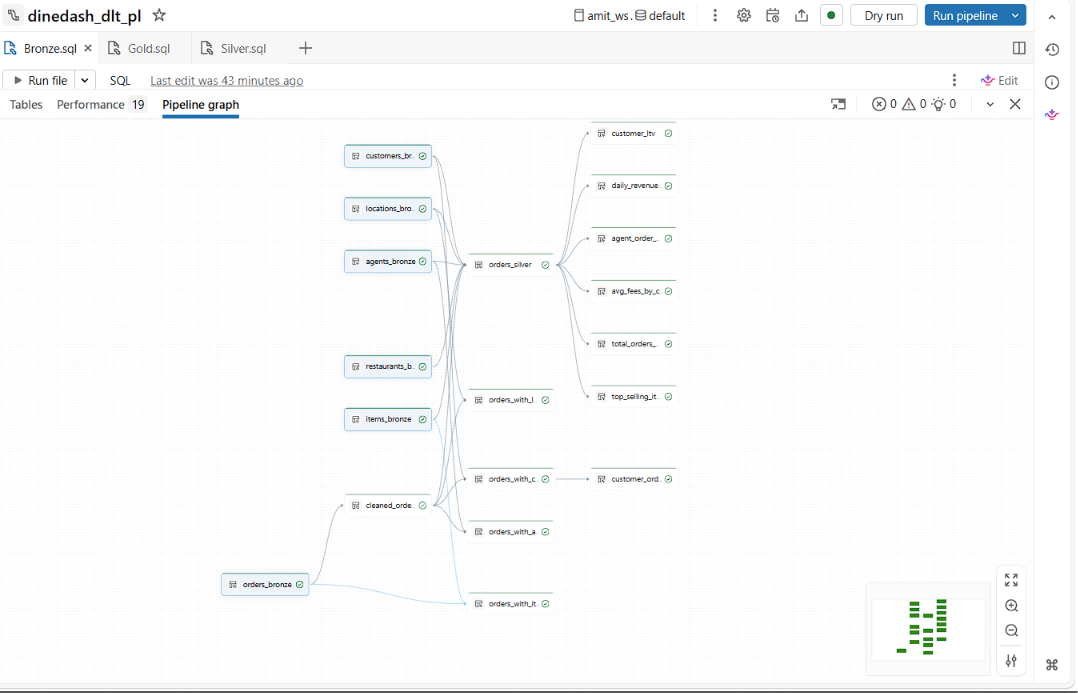 dinedash_dlt_pl
amit_ws. default
Dry run
Run pipeline
Bronze.sql
Gold.sql
Silver.sql
Run file
SQL
Last edit was 43 minutes ago
Edit
Tables
Performance 19
Pipeline graph
0 0 0
customer_ltv
customers_br..
daily_revenue..
locations_bro..
agent_order_..
agents_bronze
orders_silver
avg_fees_by_c..
total_orders_..
restaurants_b..
top_selling_it..
orders_with_l..
items_bronze
orders_with_c..
customer_ord..
cleaned_orde..
orders_with_a..
orders_bronze
orders_with_it..